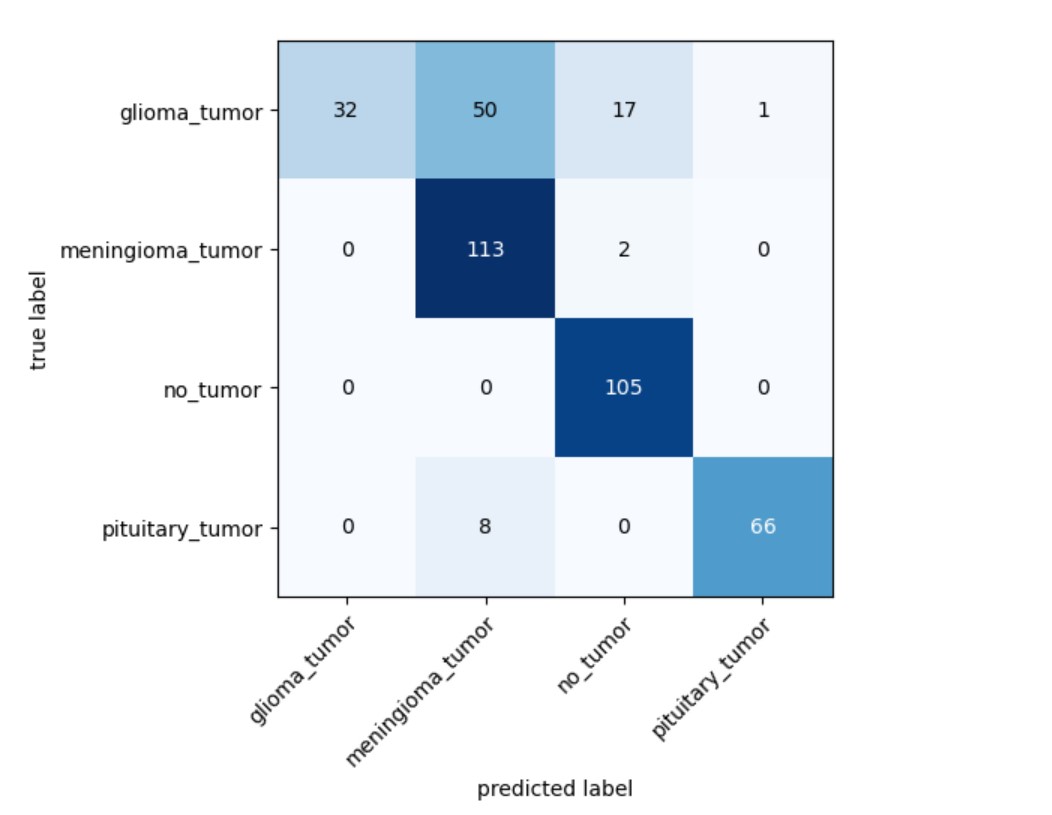 glioma_tumor 32 50 17 1
meningioma_tumor 0 113 2 0
true label
no_tumor 0 0 105 0
pituitary_tumor 0 8 0 66
glioma_tumor
meningioma_tumor
no_tumor
pituitary_tumor
predicted label